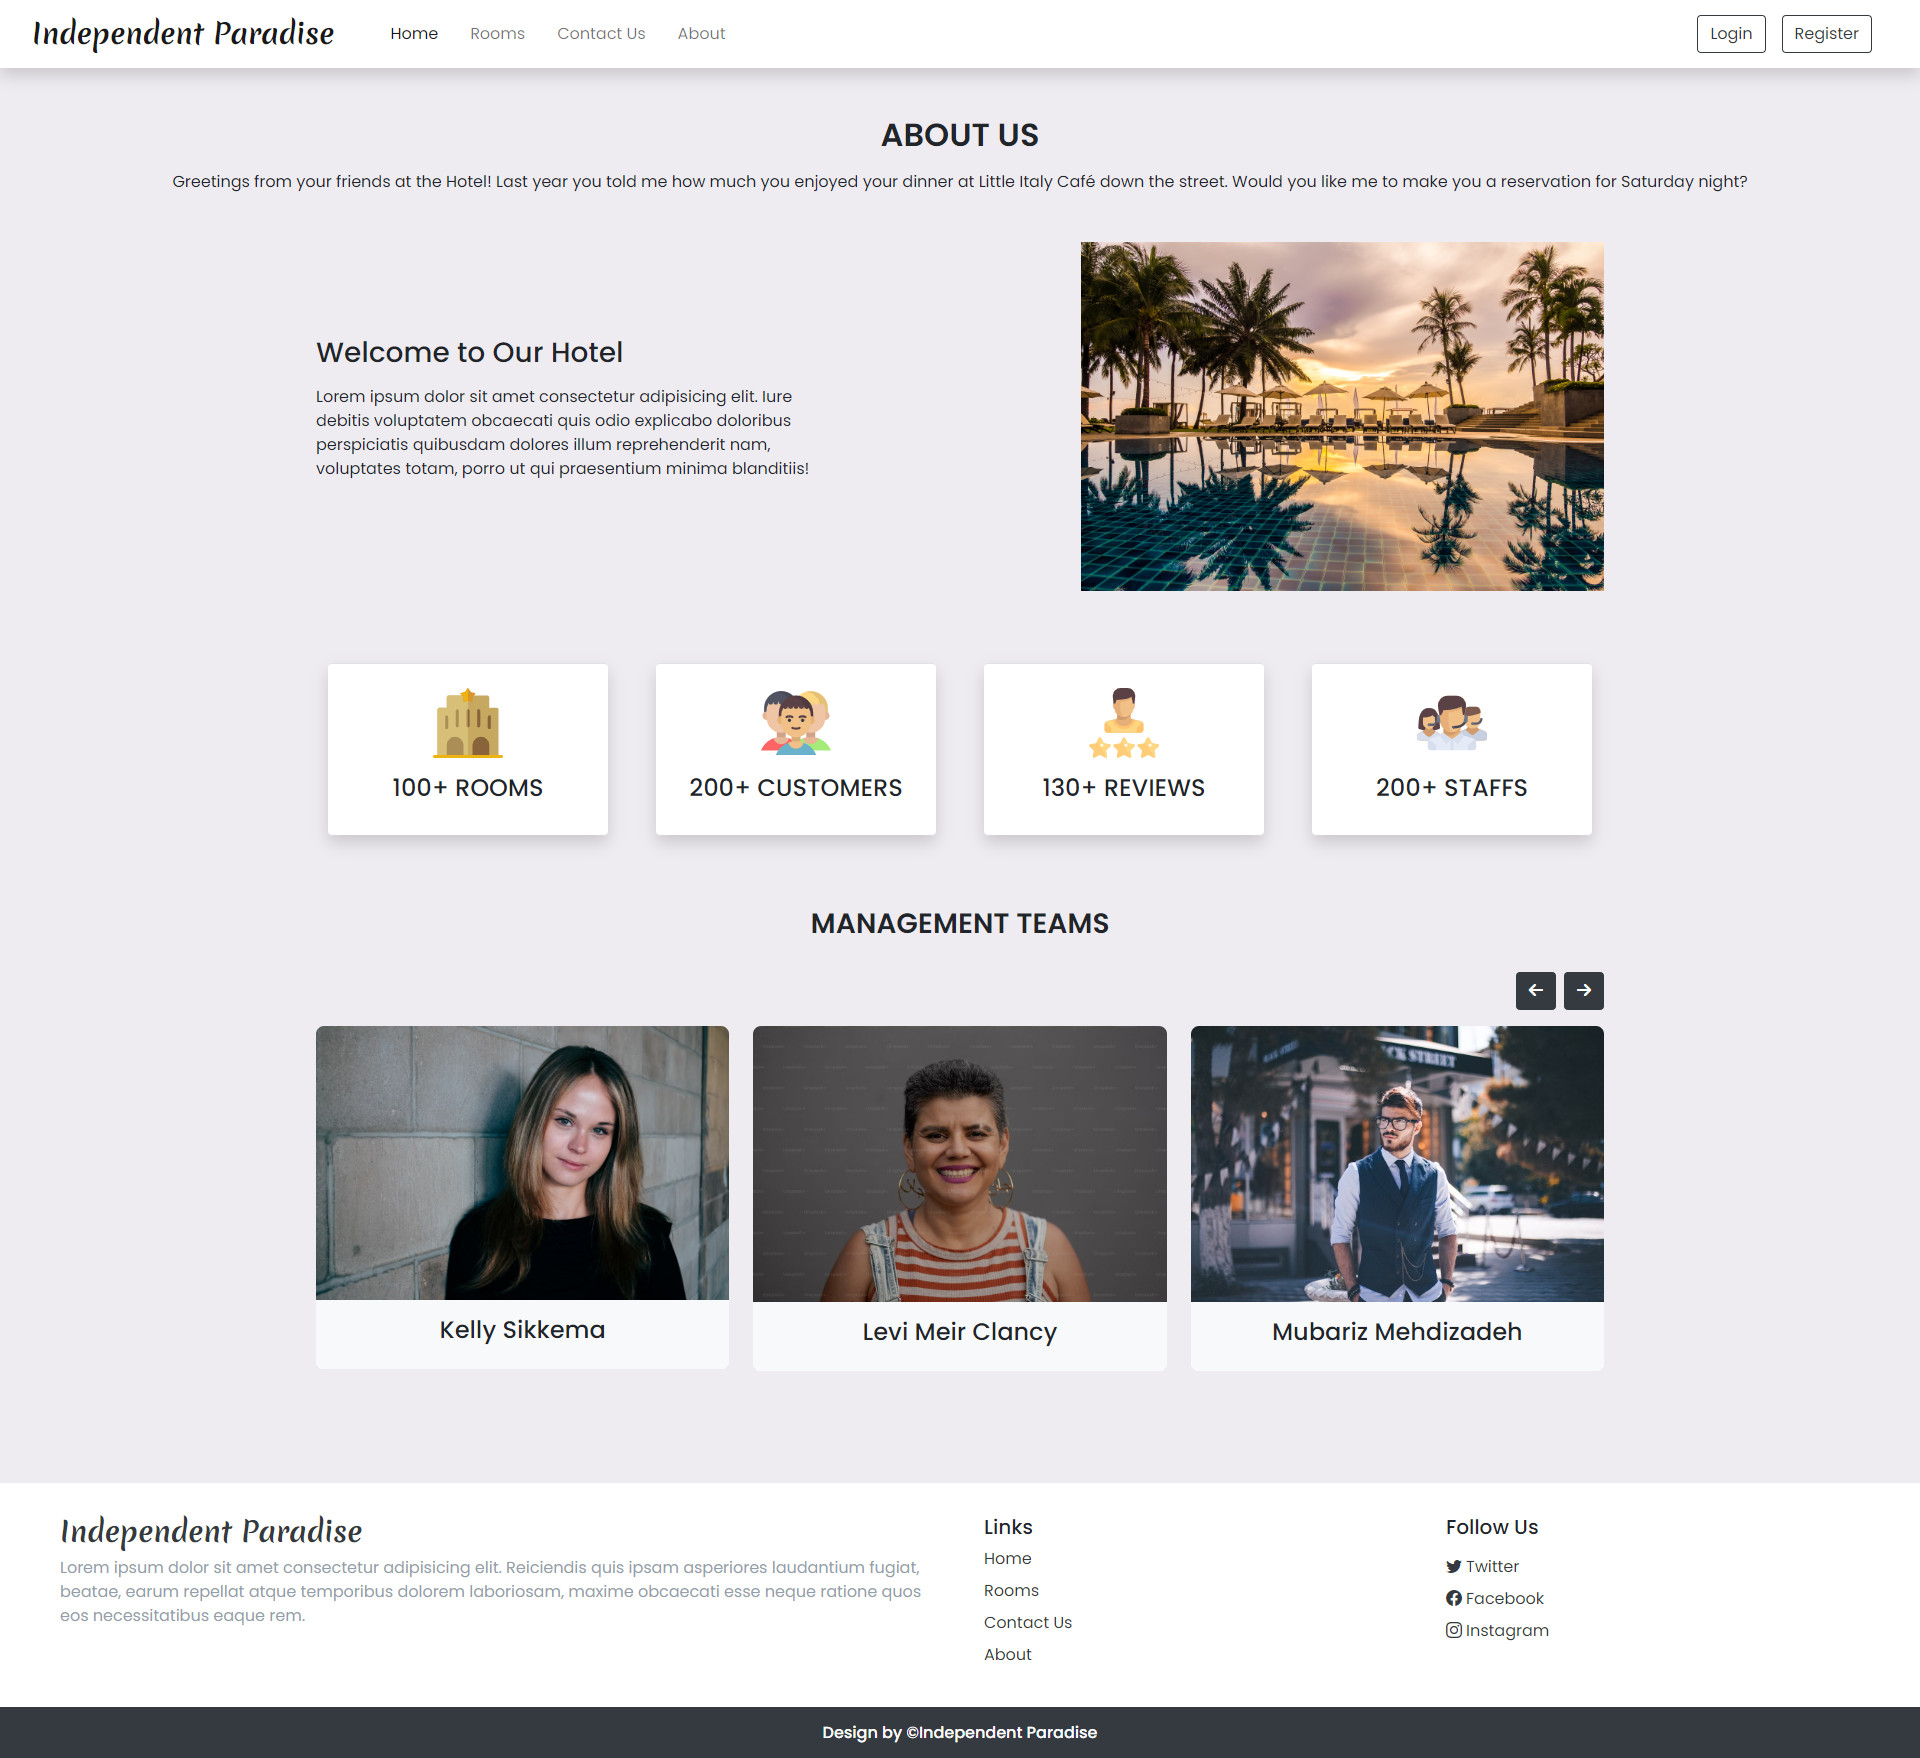 Independent Paradise
Home
Rooms
Contact Us
About
Login
Register
ABOUT US
Greetings from your friends at the Hotel! Last year you told me how much you enjoyed your dinner at Little Italy Café down the street. Would you like me to make you a reservation for Saturday night?
Welcome to Our Hotel
Lorem ipsum dolor sit amet consectetur adipisicing elit. Iure
debitis voluptatem obcaecati quis odio explicabo doloribus
perspiciatis quibusdam dolores illum reprehenderit nam,
voluptates totam, porro ut qui praesentium minima blanditiis!
100+ ROOMS
200+ CUSTOMERS
130+ REVIEWS
200+ STAFFS
MANAGEMENT TEAMS
CK STREET
Kelly Sikkema
Levi Meir Clancy
Mubariz Mehdizadeh
Independent Paradise
Lorem ipsum dolor sit amet consectetur adipisicing elit. Reiciendis quis ipsam asperiores laudantium fugiat,
beatae, earum repellat atque temporibus dolorem laboriosam, maxime obcaecati esse neque ratione quos
eos necessitatibus eaque rem.
Links
Home
Rooms
Contact Us
About
Follow Us
Twitter
Facebook
Instagram
Design by ©Independent Paradise